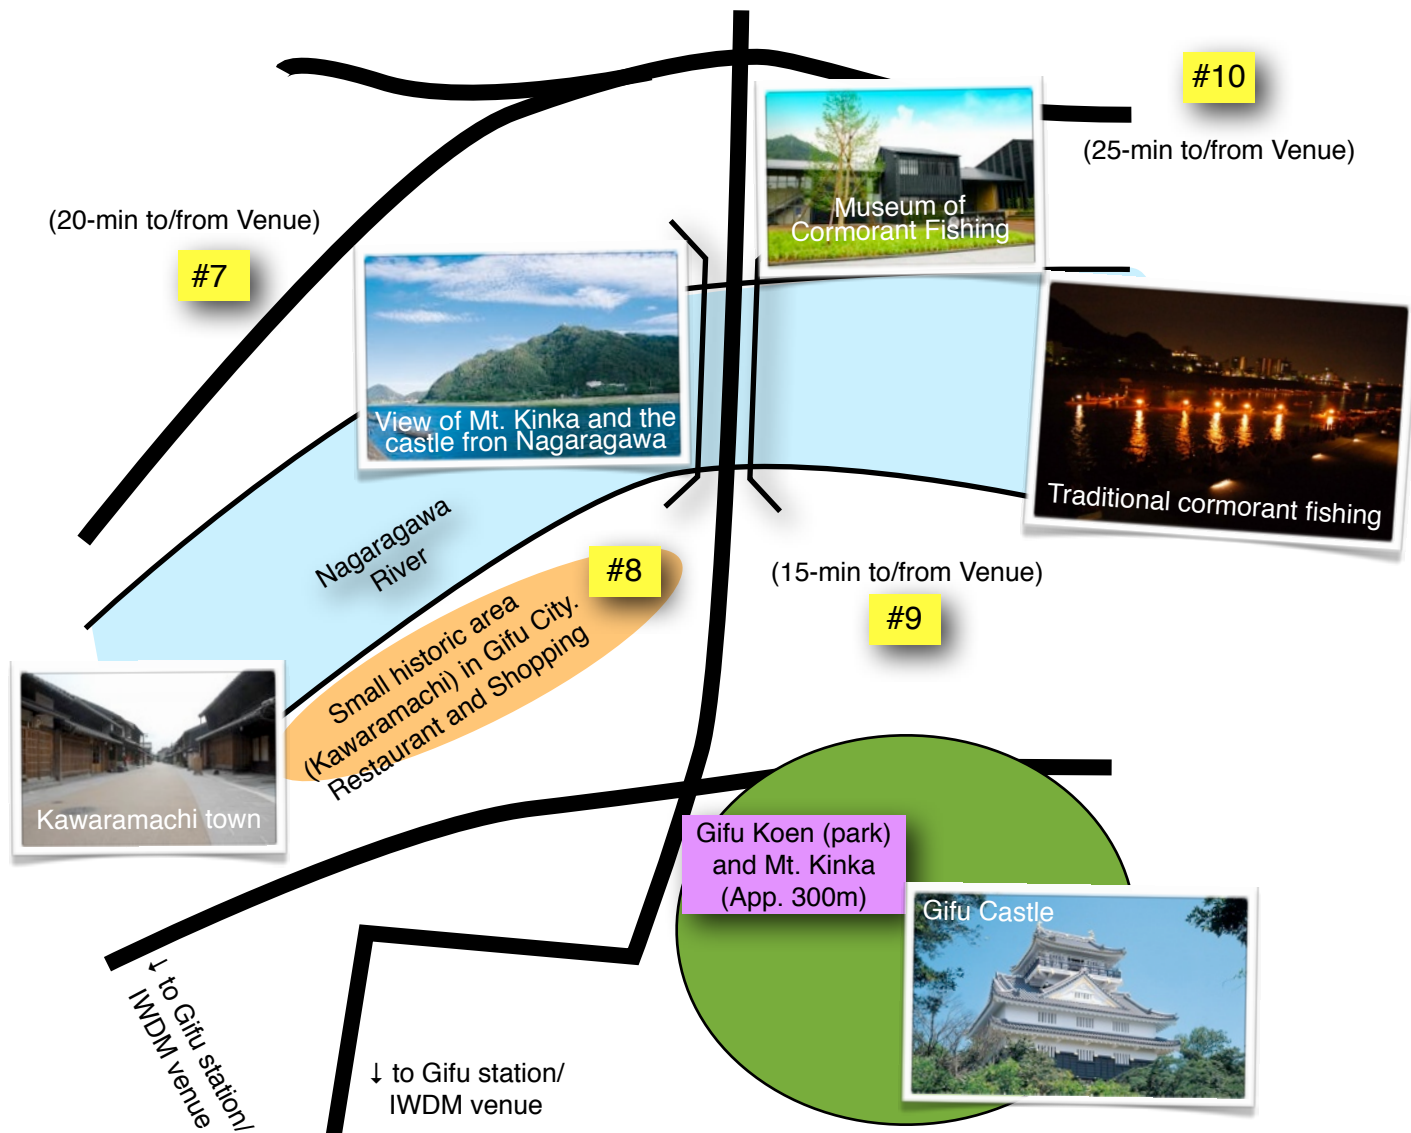 #10
(25-min to/from Venue)
Museum of
Cormorant Fishing
(20-min to/from Venue)
#7
View of Mt. Kinka and the
castle fron Nagaragawa
Traditional cormorant fishing
Nagaragawa
River
#8
(15-min to/from Venue)
#9
Small historic area
(Kawaramachi) in Gifu City.
Restaurant and Shopping
Kawaramachi town
Gifu Koen (park)
and Mt. Kinka
(App. 300m)
Gifu Castle
↓ to Gifu station/
IWDM venue
↓ to Gifu station/
IWDM venue